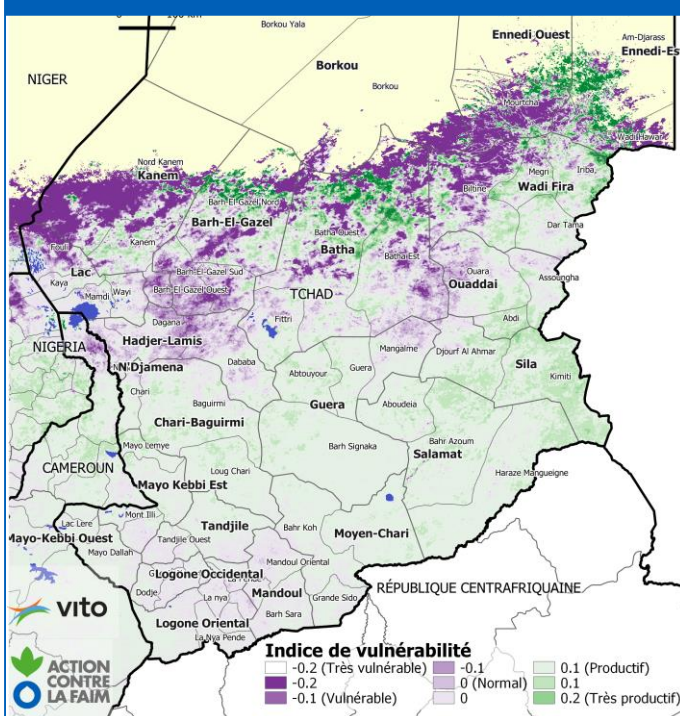 0 100 km
Borkou Yala
Ennedi Ouest
Am-Djarass
Ennedi-Es
Borkou
NIGER
Borkou
Mourtcha
Wadi Hawar
Nord Kanem
Kanem
Megri
Iriba
Biltine
Wadi Fira
Barh-El-Gazel Nord
Barh-El-Gazel
Batha Ouest
Dar Tama
Fouli
Kanem
Batha
Batha Est
Lac
Barh-El-Gazel Sud
Ouara
Assoungha
Kaya
Wayi
Mamdi
Barh-El-Gazel Ouest
TCHAD
Ouaddai
Dagana
Fittri
Abdi
NIGERIA
Hadjer-Lamis
Mangalme
Djourf Al Ahmar
N'Djamena
Dababa
Abtouyour
Guera
Sila
Kimiti
Chari
Baguirmi
Guera
Aboudeia
Chari-Baguirmi
Mayo Lemye
Barh Signaka
Bahr Azoum
Salamat
CAMEROUN
Loug Chari
Haraze Mangueigne
Mayo Kebbi Est
Lac Lere
Mont Illi
Tandjile
Bahr Koh
Mayo-Kebbi Ouest
Tandjile Ouest
Moyen-Chari
Mayo Dallah
Mandoul Oriental
Logone Occidental
RÉPUBLIQUE CENTRAFRIQUAINE
vito
Dodje
La nya
Mandoul
Grande Sido
Barh Sara
Logone Oriental
La Nya Pende
ACTION
CONTRE
LA FAIM
Indice de vulnérabilité
-0.2 (Très vulnérable)
-0.2
-0.1 (Vulnérable)
-0.1
0 (Normal)
0
0.1 (Productif)
0.1
0.2 (Très productif)